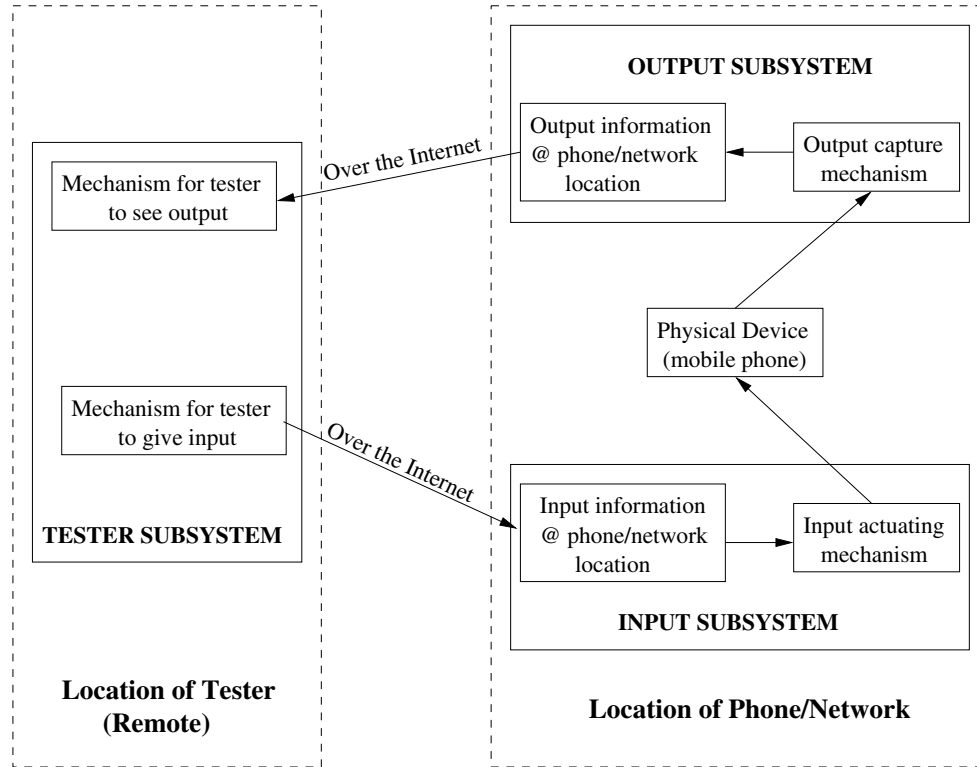 OUTPUT SUBSYSTEM
Output information
@ phone/network
location
Output capture
mechanism
Over the Internet
Mechanism for tester
to see output
Physical Device
(mobile phone)
Mechanism for tester
to give input
Over the Internet
TESTER SUBSYSTEM
Input information
@ phone/network
location
Input actuating
mechanism
INPUT SUBSYSTEM
Location of Tester
(Remote)
Location of Phone/Network